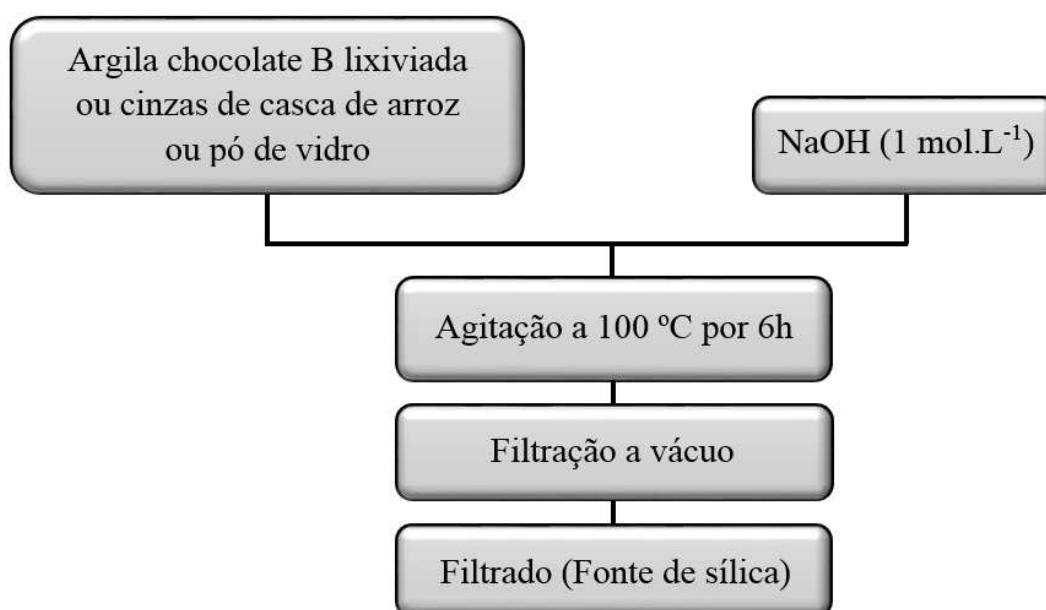 Argila chocolate B lixiviada
ou cinzas de casca de arroz
ou pó de vidro
NaOH (1 mol.L⁻¹)
Agitação a 100 ºC por 6h
Filtração a vácuo
Filtrado (Fonte de sílica)